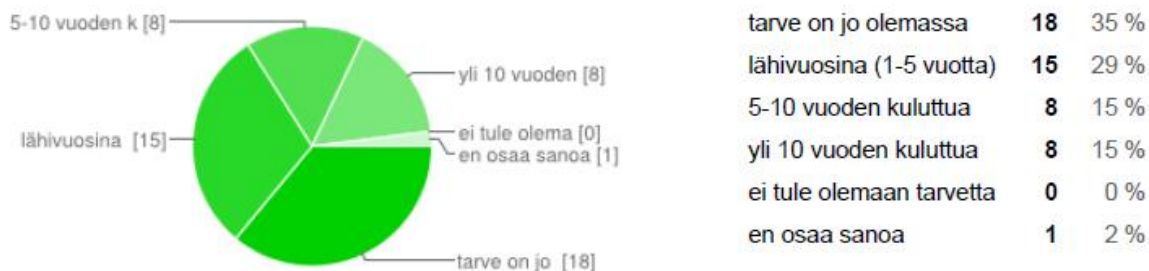 5-10 vuoden k [8]
yli 10 vuoden [8]
lähivuosina [15]
ei tule olema [0]
en osaa sanoa [1]
tarve on jo [18]
tarve on jo olemassa 18 35 %
lähivuosina (1-5 vuotta) 15 29 %
5-10 vuoden kuluttua 8 15 %
yli 10 vuoden kuluttua 8 15 %
ei tule olemaan tarvetta 0 0 %
en osaa sanoa 1 2 %